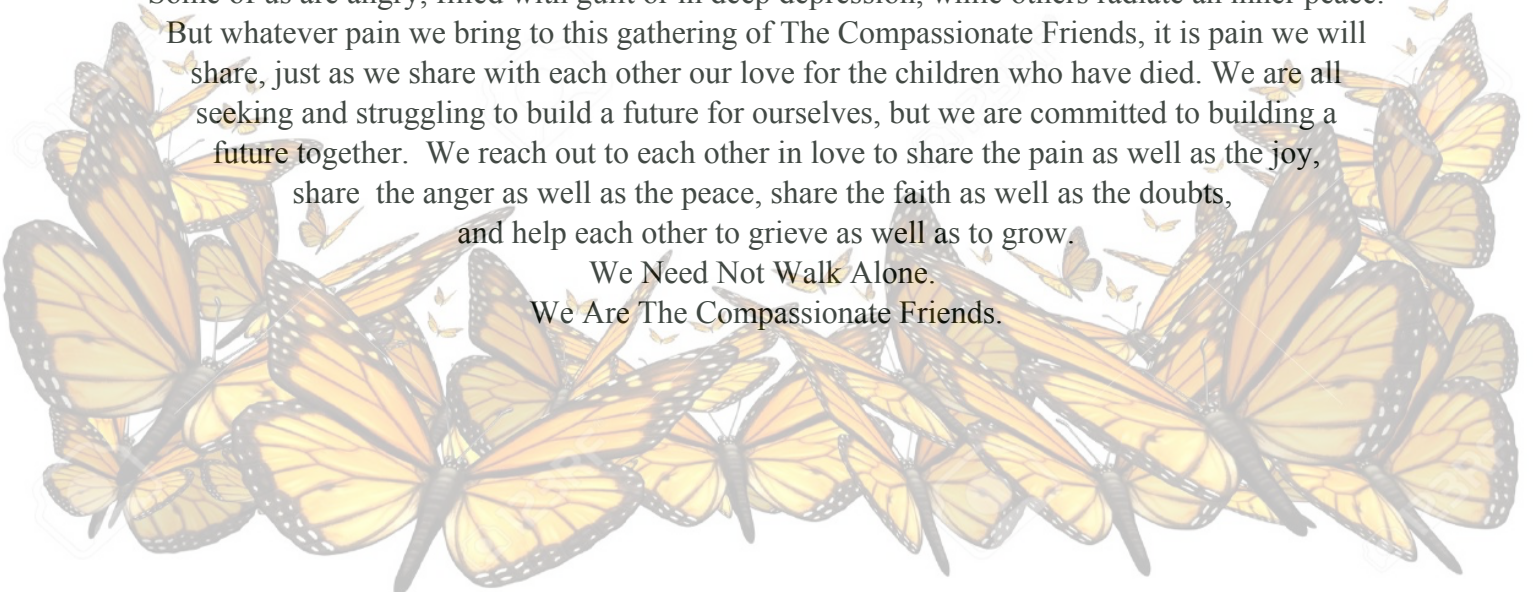 Some of us are angry, filled with guilt or in deep depression, while others radiate an inner peace.
But whatever pain we bring to this gathering of The Compassionate Friends, it is pain we will
share, just as we share with each other our love for the children who have died. We are all
seeking and struggling to build a future for ourselves, but we are committed to building a
future together.  We reach out to each other in love to share the pain as well as the joy,
share  the anger as well as the peace, share the faith as well as the doubts,
and help each other to grieve as well as to grow.
We Need Not Walk Alone.
We Are The Compassionate Friends.